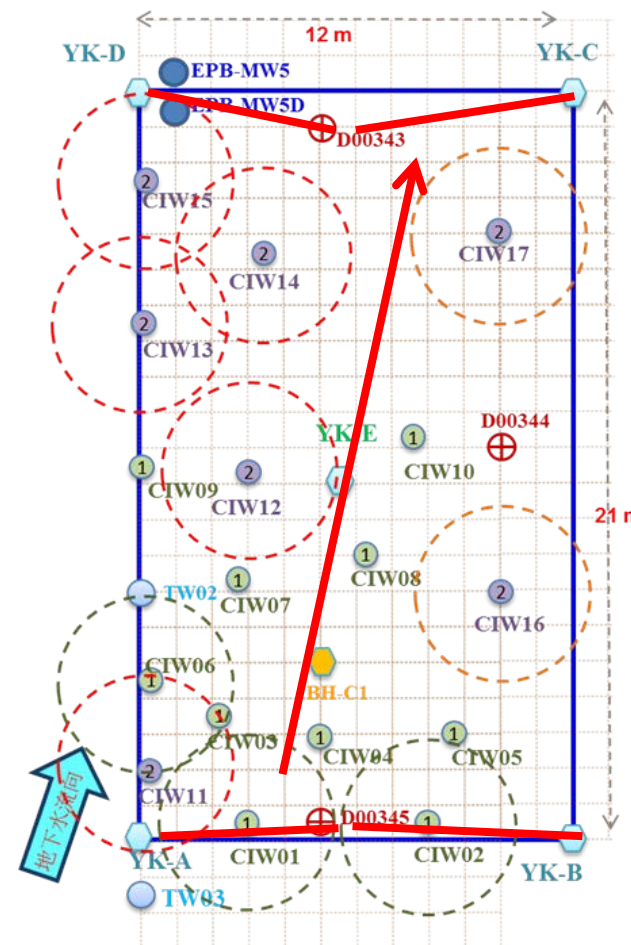 12 m
YK-D
YK-C
EPB-MW5
EPB-MW5D
D00343
2
CIW15
2
CIW17
2
CIW14
2
CIW13
D00344
YK-E
1
CIW10
1
CIW09
2
CIW12
21 m
1
CIW08
1
CIW07
TW02
2
CIW16
CIW06
1
BH-C1
1
CIW03
1
CIW04
1
CIW05
2
CIW11
地下水流向
D00345
1
CIW01
1
CIW02
YK-A
YK-B
TW03